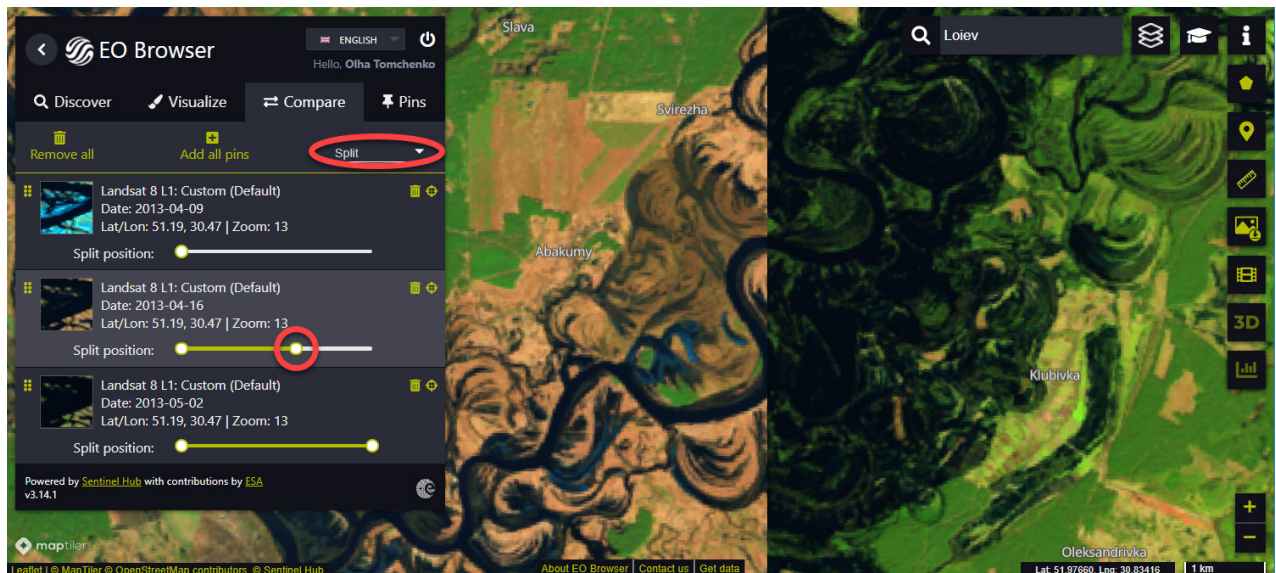 EO Browser
ENGLISH
Hello, Olha Tomchenko
Discover
Visualize
Compare
Pins
Remove all
Add all pins
Split
Landsat 8 L1: Custom (Default)
Date: 2013-04-09
Lat/Lon: 51.19, 30.47 | Zoom: 13
Split position:
Landsat 8 L1: Custom (Default)
Date: 2013-04-16
Lat/Lon: 51.19, 30.47 | Zoom: 13
Split position:
Landsat 8 L1: Custom (Default)
Date: 2013-05-02
Lat/Lon: 51.19, 30.47 | Zoom: 13
Split position:
Powered by Sentinel Hub with contributions by ESA
v3.14.1
maptiler
Leaflet | © MapTiler © OpenStreetMap contributors, © Sentinel Hub
Slava
Svirezha
Abakumy
Klubivka
Oleksandrivka
Loiev
3D
About EO Browser | Contact us | Get data
Lat: 51.97660, Lng: 30.83416
1 km